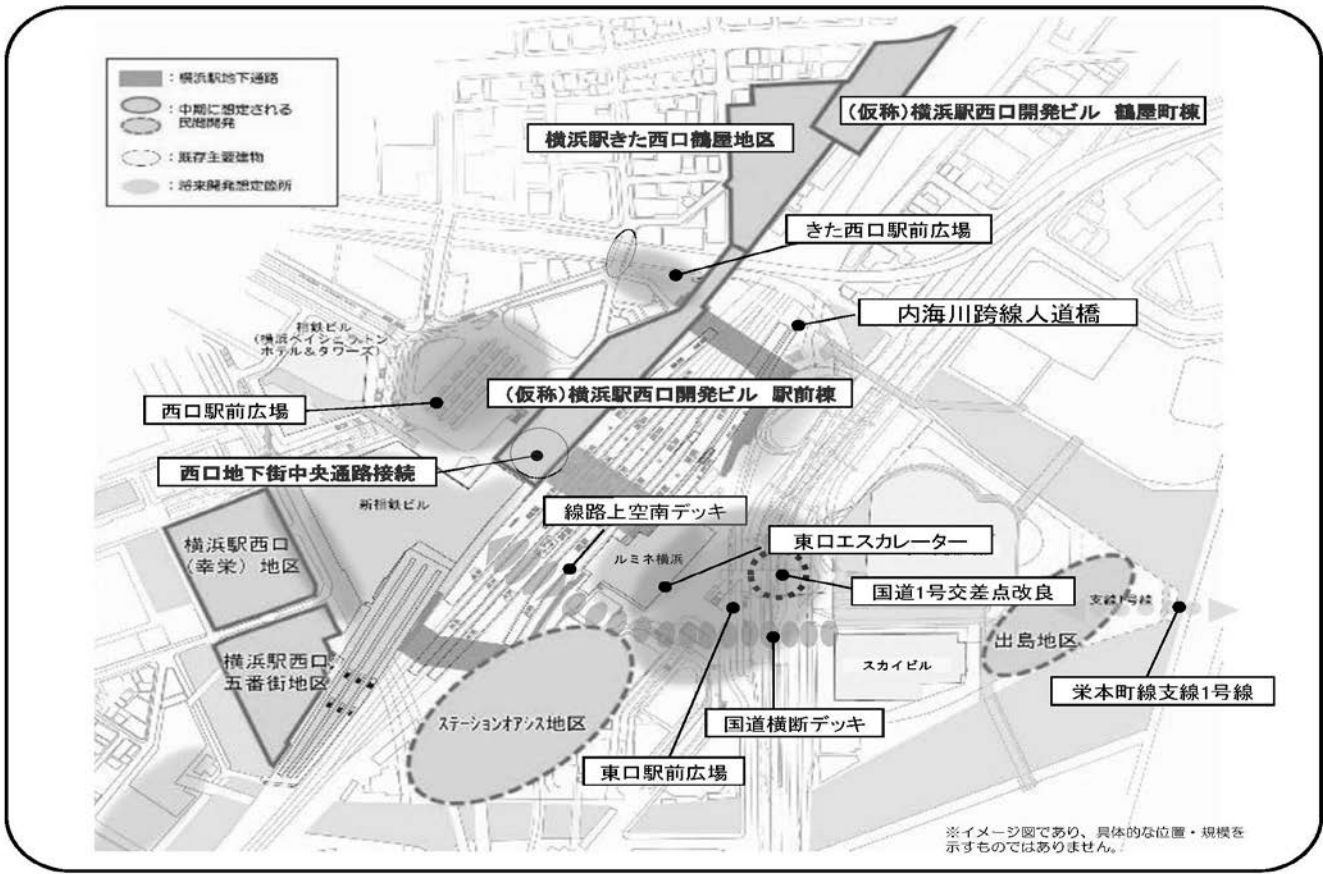 ：横浜駅地下通路
：中期に想定される
民間開発
：既存主要建物
：将来開発想定箇所
(仮称)横浜駅西口開発ビル 鶴屋町棟
横浜駅きた西口鶴屋地区
きた西口駅前広場
内海川跨線人道橋
相鉄ビル
(横浜ベイシェラトン
ホテル&タワーズ)
(仮称)横浜駅西口開発ビル 駅前棟
西口駅前広場
西口地下街中央通路接続
新相鉄ビル
線路上空南デッキ
東口エスカレーター
ルミネ横浜
横浜駅西口
(幸栄)地区
国道1号交差点改良
支線1号線
出島地区
横浜駅西口
五番街地区
スカイビル
栄本町線支線1号線
ステーションオアシス地区
国道横断デッキ
東口駅前広場
※イメージ図であり、具体的な位置・規模を
示すものではありません。